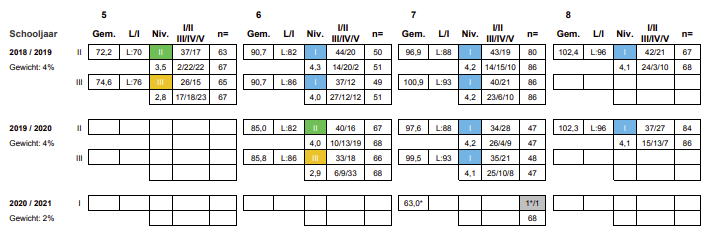 5 6 7 8
I/II I/II I/II I/II
Schooljaar Gem. L/I Niv. III/IV/V n= Gem. L/I Niv. III/IV/V n= Gem. L/I Niv. III/IV/V n= Gem. L/I Niv. III/IV/V n=
2018 / 2019 II 72,2 L:70 II 37/17 63 90,7 L:82 I 44/20 50 96,9 L:88 I 43/19 80 102,4 L:96 I 42/21 67
Gewicht: 4% 3,5 2/22/22 67 4,3 14/20/2 51 4,2 14/15/10 86 4,1 24/3/10 68
III 74,6 L:76 III 26/15 65 90,7 L:86 I 37/12 49 100,9 L:93 I 40/21 86
2,8 17/18/23 67 4,0 27/12/12 51 4,2 23/6/10 86
2019 / 2020 II 85,0 L:82 II 40/16 67 97,6 L:88 I 34/28 47 102,3 L:96 I 37/27 84
Gewicht: 4% 4,0 10/13/19 68 4,2 26/4/9 47 4,1 15/13/7 86
III 85,8 L:86 III 33/18 66 99,5 L:93 I 35/21 48
2,9 6/9/33 68 4,1 25/10/8 47
2020 / 2021 I 63,0* 1*/1
Gewicht: 2% 68